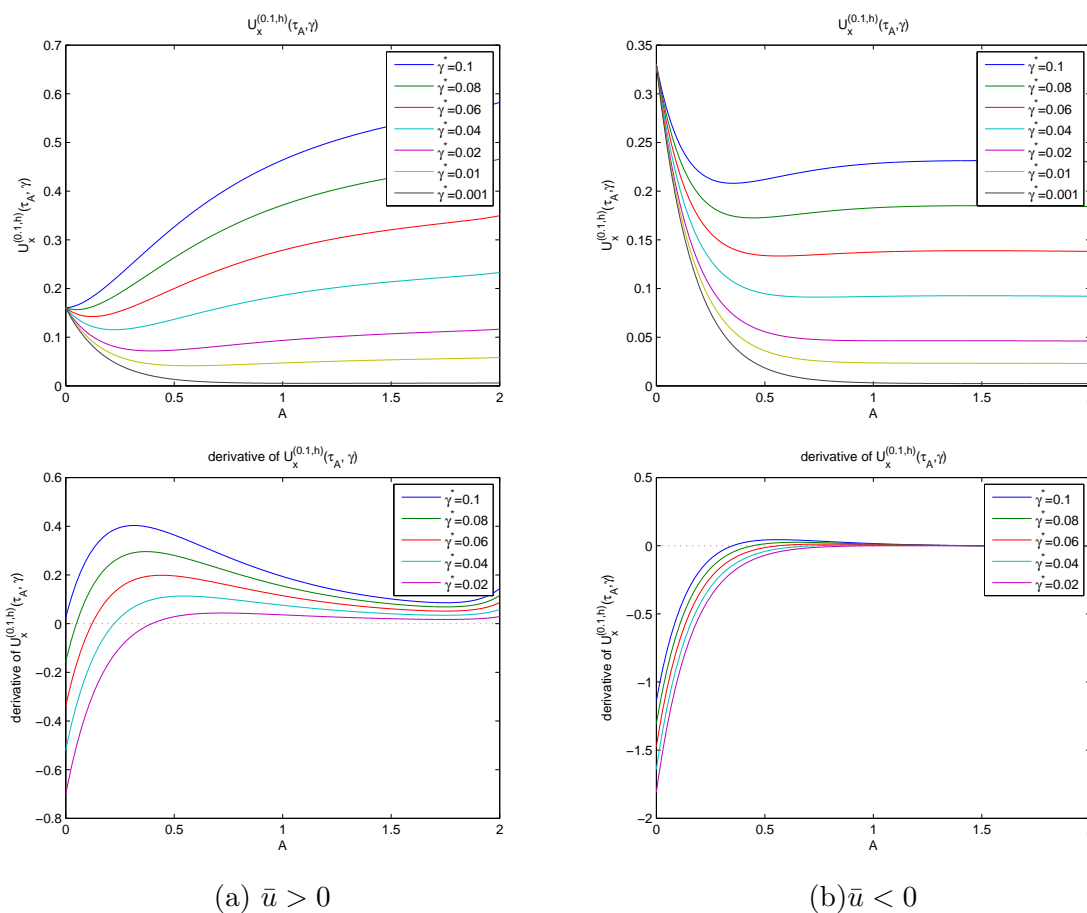 U_x^{(0.1,h)}(τ_A,γ)
U_x^{(0.1,h)}(τ_A, γ)
0.7
0.6
0.5
0.4
0.3
0.2
0.1
0
0
0.5
1
1.5
2
A
γ*=0.1
γ*=0.08
γ*=0.06
γ*=0.04
γ*=0.02
γ*=0.01
γ*=0.001
U_x^{(0.1,h)}(τ_A,γ)
U_x^{(0.1,h)}(τ_A,γ)
0.35
0.3
0.25
0.2
0.15
0.1
0.05
0
0
0.5
1
1.5
2
A
γ*=0.1
γ*=0.08
γ*=0.06
γ*=0.04
γ*=0.02
γ*=0.01
γ*=0.001
derivative of U_x^{(0.1,h)}(τ_A, γ)
derivative of U_x^{(0.1,h)}(τ_A, γ)
0.6
0.4
0.2
0
−0.2
−0.4
−0.6
−0.8
0
0.5
1
1.5
2
A
γ*=0.1
γ*=0.08
γ*=0.06
γ*=0.04
γ*=0.02
derivative of U_x^{(0.1,h)}(τ_A, γ)
derivative of U_x^{(0.1,h)}(τ_A,γ)
0.5
0
−0.5
−1
−1.5
−2
0
0.5
1
1.5
2
A
γ*=0.1
γ*=0.08
γ*=0.06
γ*=0.04
γ*=0.02
(a) ū > 0
(b)ū < 0